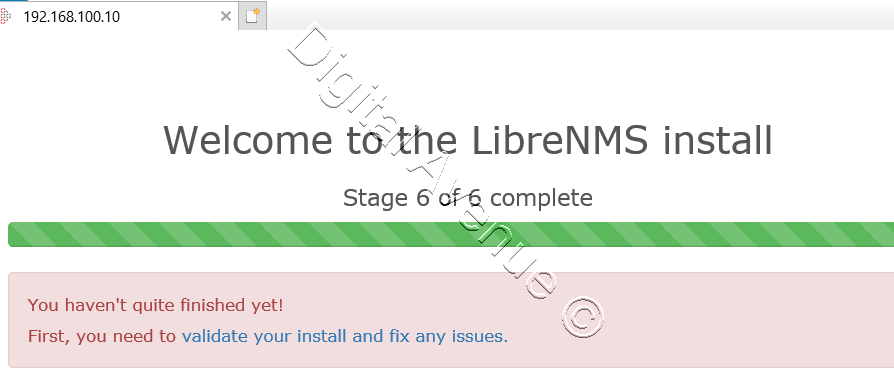 192.168.100.10
Welcome to the LibreNMS install
Stage 6 of 6 complete
You haven't quite finished yet!
First, you need to validate your install and fix any issues.
Digital Avenue ©